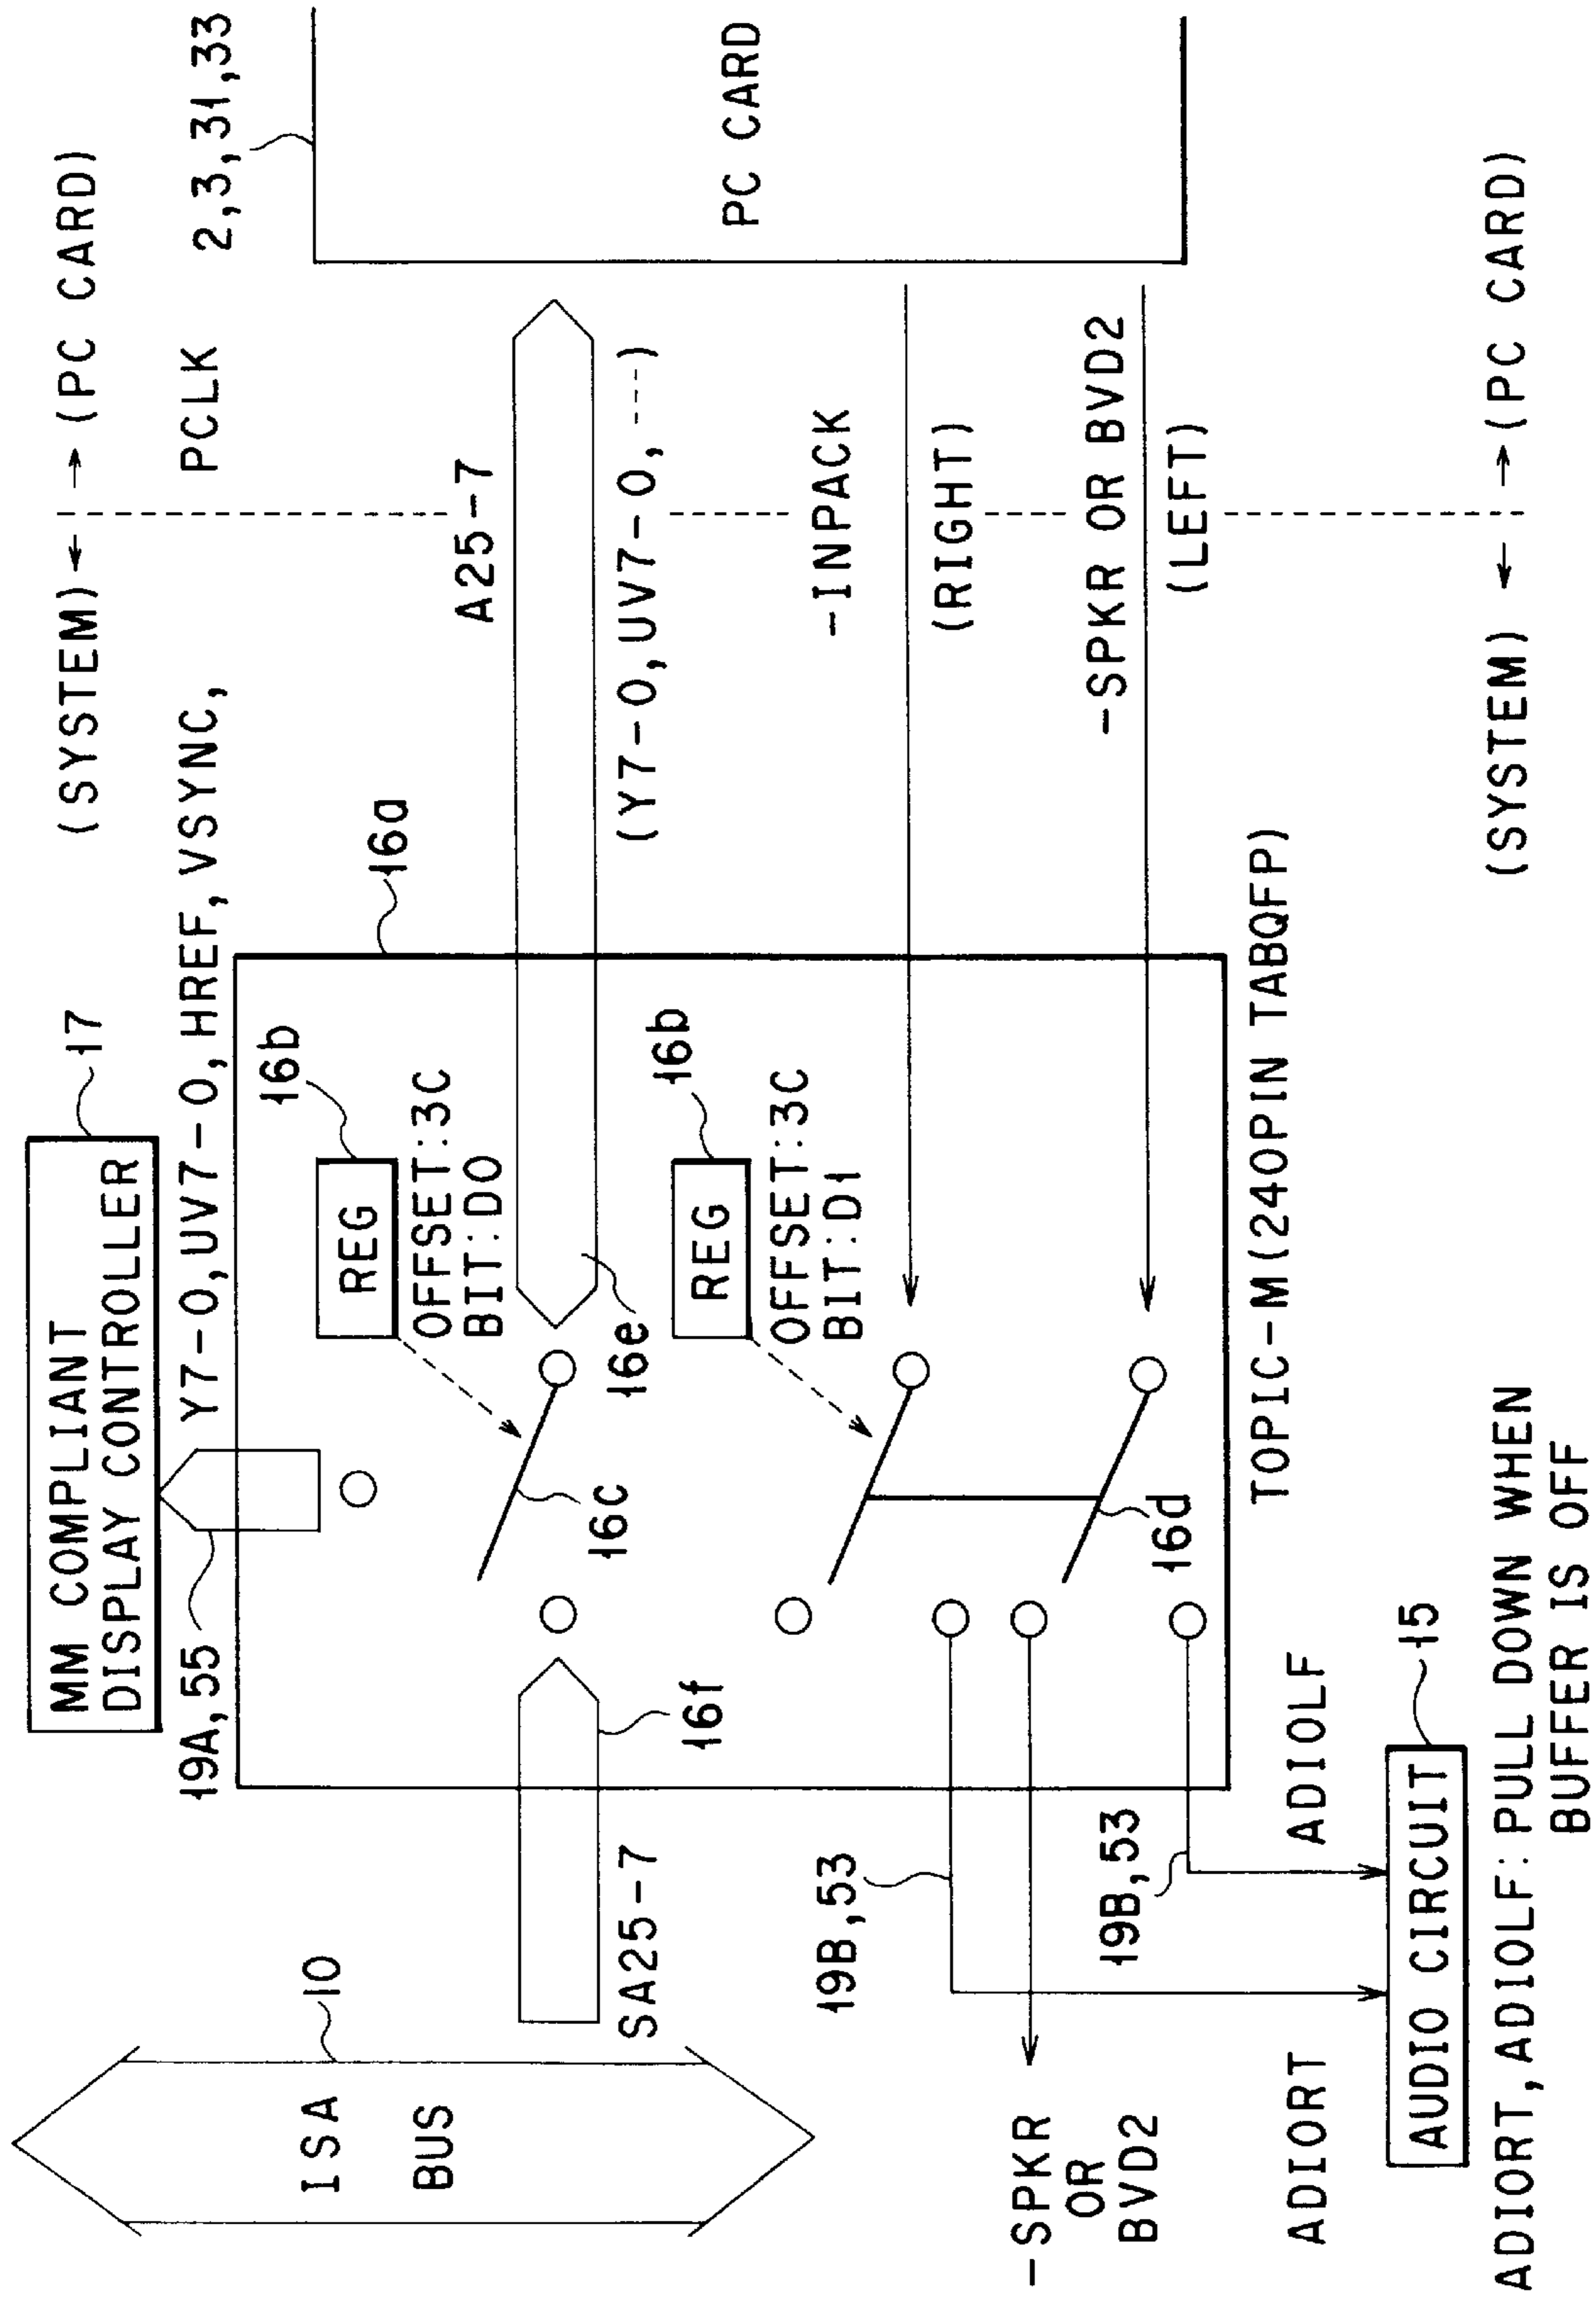 MM COMPLIANT
DISPLAY CONTROLLER
17
(SYSTEM) ← → (PC CARD)
19A,55
Y7-0,UV7-0,HREF,VSYNC,
PCLK
2,3,31,33
16b
16a
REG
OFFSET:3C
BIT:D0
A25-7
10
ISA
BUS
16e
(Y7-0,UV7-0,----)
16c
SA25-7
16f
16b
REG
OFFSET:3C
BIT:D1
PC CARD
-INPACK
(RIGHT)
19B,53
-SPKR
OR
BVD2
-SPKR OR BVD2
(LEFT)
16d
19B,53
TOPIC-M(240PIN TABQFP)
ADIORT
ADIOLF
AUDIO CIRCUIT
15
(SYSTEM) ← → (PC CARD)
ADIORT,ADIOLF:PULL DOWN WHEN
BUFFER IS OFF